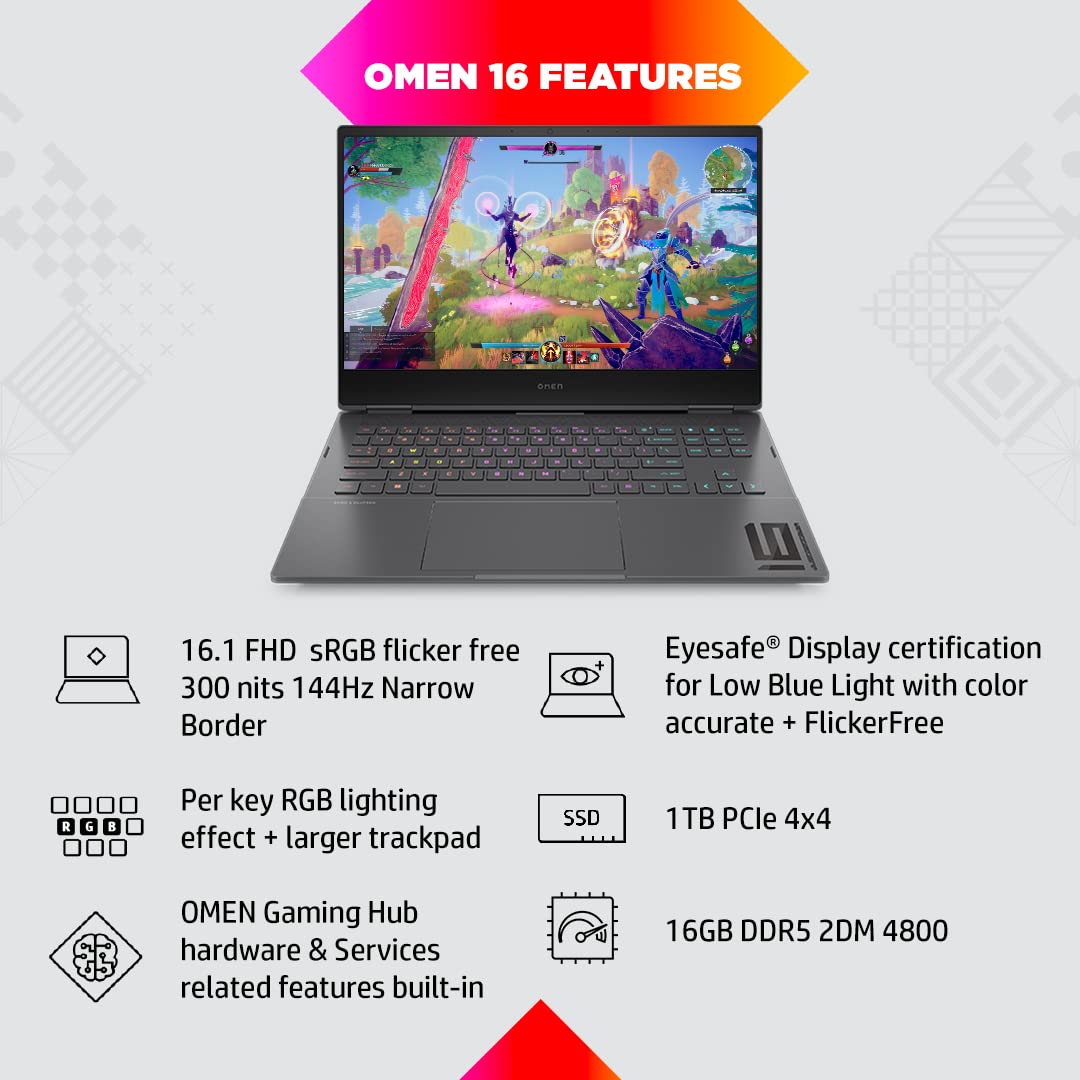 OMEN 16 FEATURES
OMEN
16.1 FHD sRGB flicker free
300 nits 144Hz Narrow
Border
Eyesafe® Display certification
for Low Blue Light with color
accurate + FlickerFree
R G B
Per key RGB lighting
effect + larger trackpad
SSD
1TB PCIe 4x4
OMEN Gaming Hub
hardware & Services
related features built-in
16GB DDR5 2DM 4800